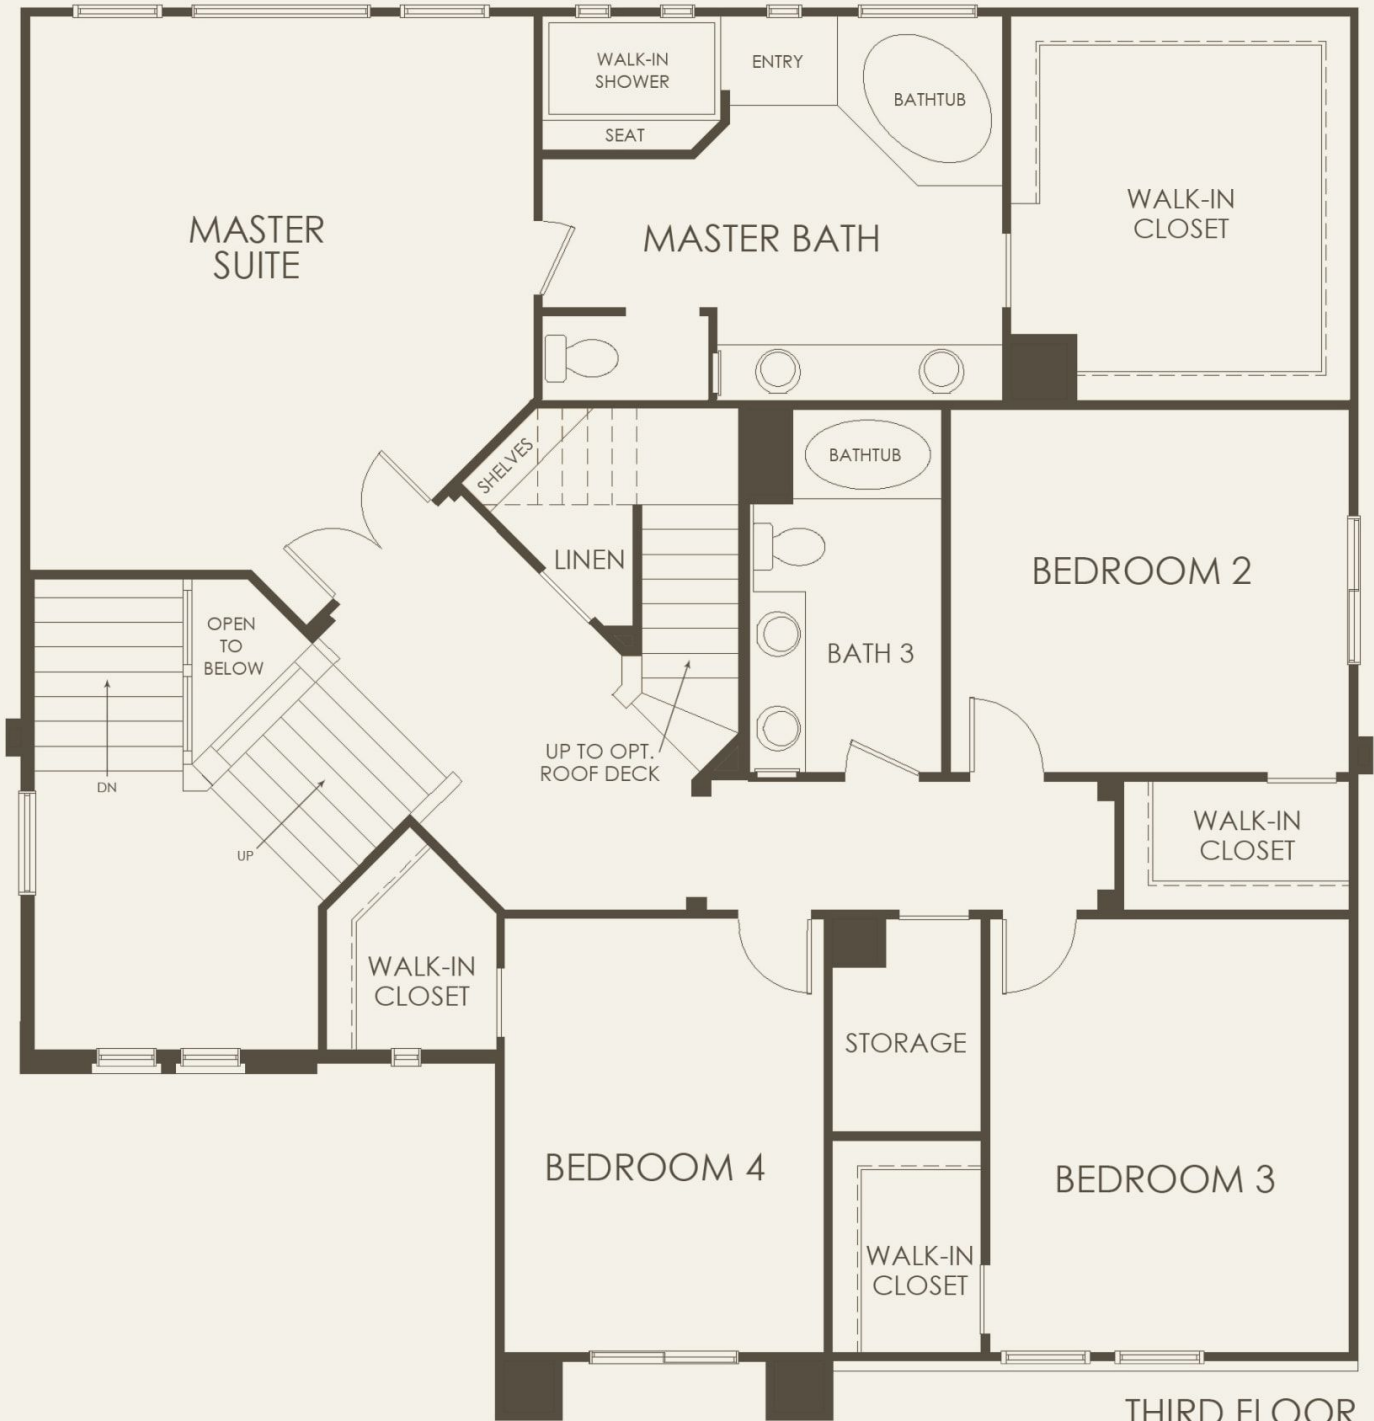 WALK-IN
SHOWER
SEAT
ENTRY
BATHTUB
MASTER
SUITE
MASTER BATH
WALK-IN
CLOSET
SHELVES
LINEN
BATHTUB
BEDROOM 2
OPEN
TO
BELOW
BATH 3
DN
UP
UP TO OPT.
ROOF DECK
WALK-IN
CLOSET
WALK-IN
CLOSET
STORAGE
BEDROOM 4
BEDROOM 3
WALK-IN
CLOSET
THIRD FLOOR